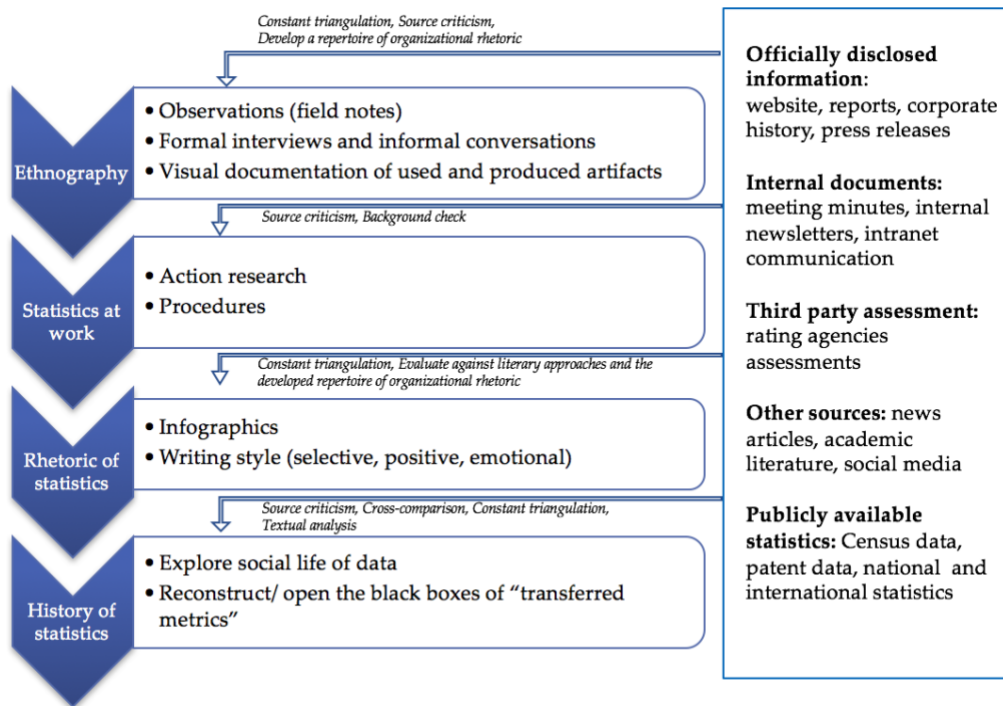 Constant triangulation, Source criticism,
Develop a repertoire of organizational rhetoric
Ethnography
• Observations (field notes)
• Formal interviews and informal conversations
• Visual documentation of used and produced artifacts
Source criticism, Background check
Statistics at
work
• Action research
• Procedures
Constant triangulation, Evaluate against literary approaches and the
developed repertoire of organizational rhetoric
Rhetoric of
statistics
• Infographics
• Writing style (selective, positive, emotional)
Source criticism, Cross-comparison, Constant triangulation,
Textual analysis
History of
statistics
• Explore social life of data
• Reconstruct/ open the black boxes of “transferred
metrics”
Officially disclosed
information:
website, reports, corporate
history, press releases
Internal documents:
meeting minutes, internal
newsletters, intranet
communication
Third party assessment:
rating agencies
assessments
Other sources: news
articles, academic
literature, social media
Publicly available
statistics: Census data,
patent data, national and
international statistics